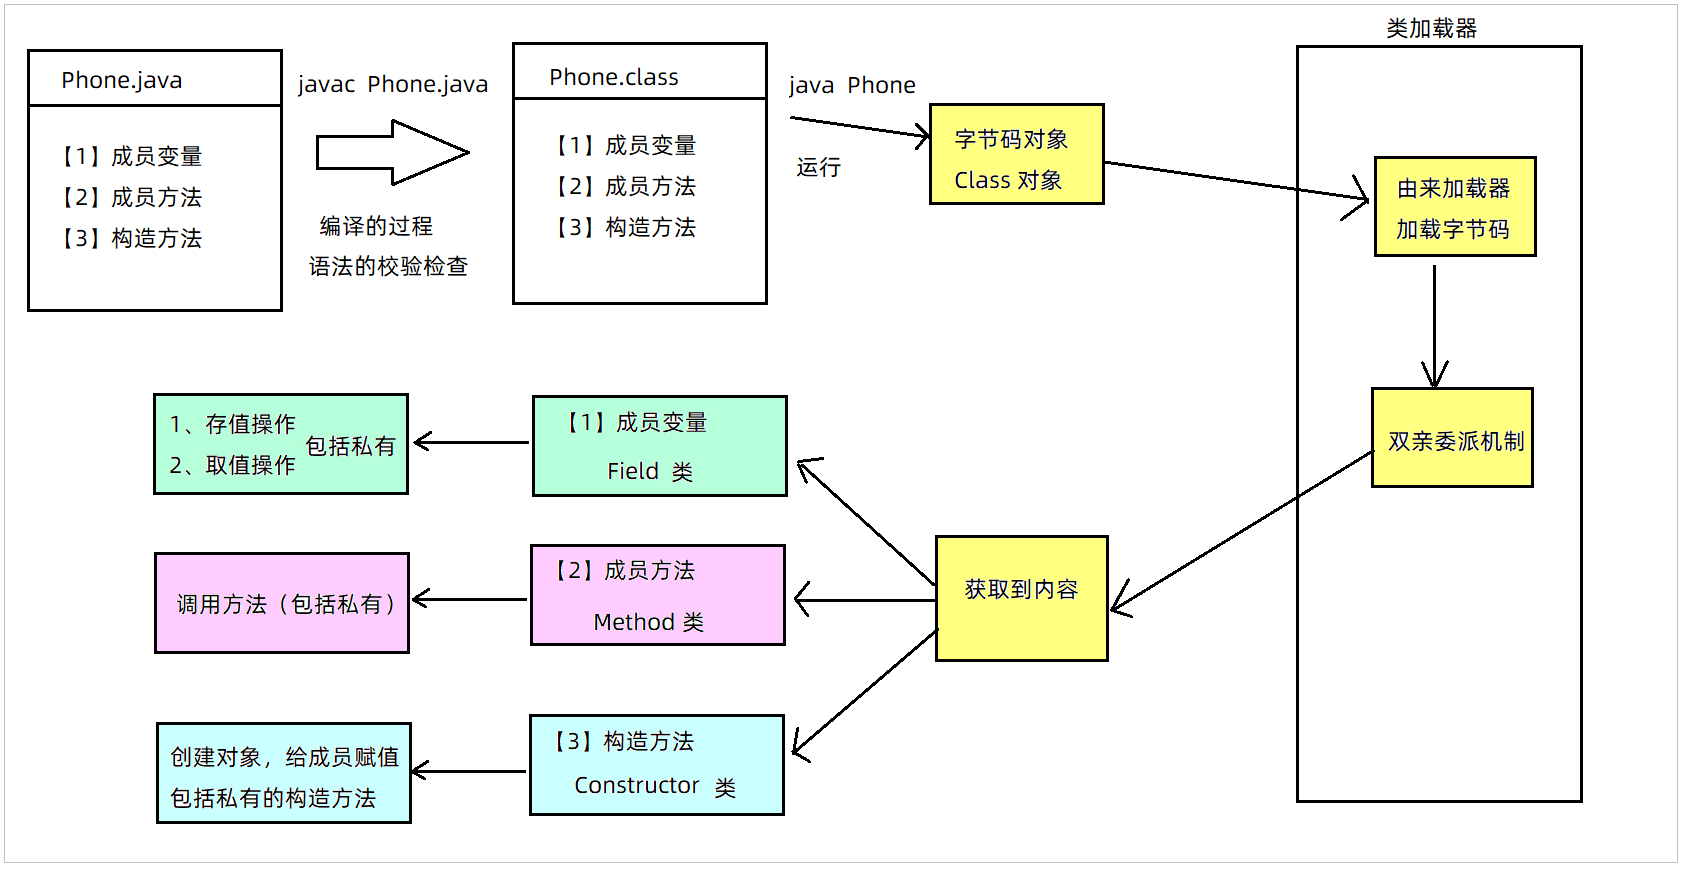 类加载器
Phone.java
【1】成员变量
【2】成员方法
【3】构造方法
javac Phone.java
编译的过程
语法的校验检查
Phone.class
【1】成员变量
【2】成员方法
【3】构造方法
java Phone
运行
字节码对象
Class 对象
由来加载器
加载字节码
双亲委派机制
获取到内容
【1】成员变量
Field 类
1、存值操作
2、取值操作
包括私有
【2】成员方法
Method 类
调用方法（包括私有）
【3】构造方法
Constructor 类
创建对象，给成员赋值
包括私有的构造方法